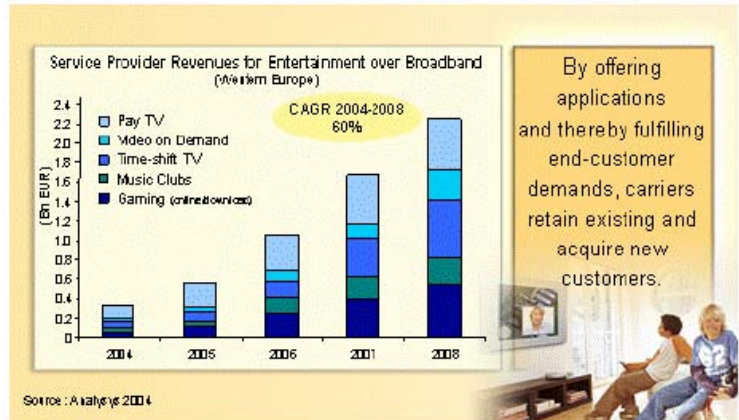 Service Provider Revenues for Entertainment over Broadband
(Western Europe)
CAGR 2004-2008
60%
Pay TV
Video on Demand
Time-shift TV
Music Clubs
Gaming (online/download)
(Bn EUR)
2.4
2.2
2.0
1.8
1.6
1.4
1.2
1.0
0.8
0.6
0.4
0.2
0
2004
2005
2006
2001
2008
By offering
applications
and thereby fulfilling
end-customer
demands, carriers
retain existing and
acquire new
customers.
Source: Analysys 2004